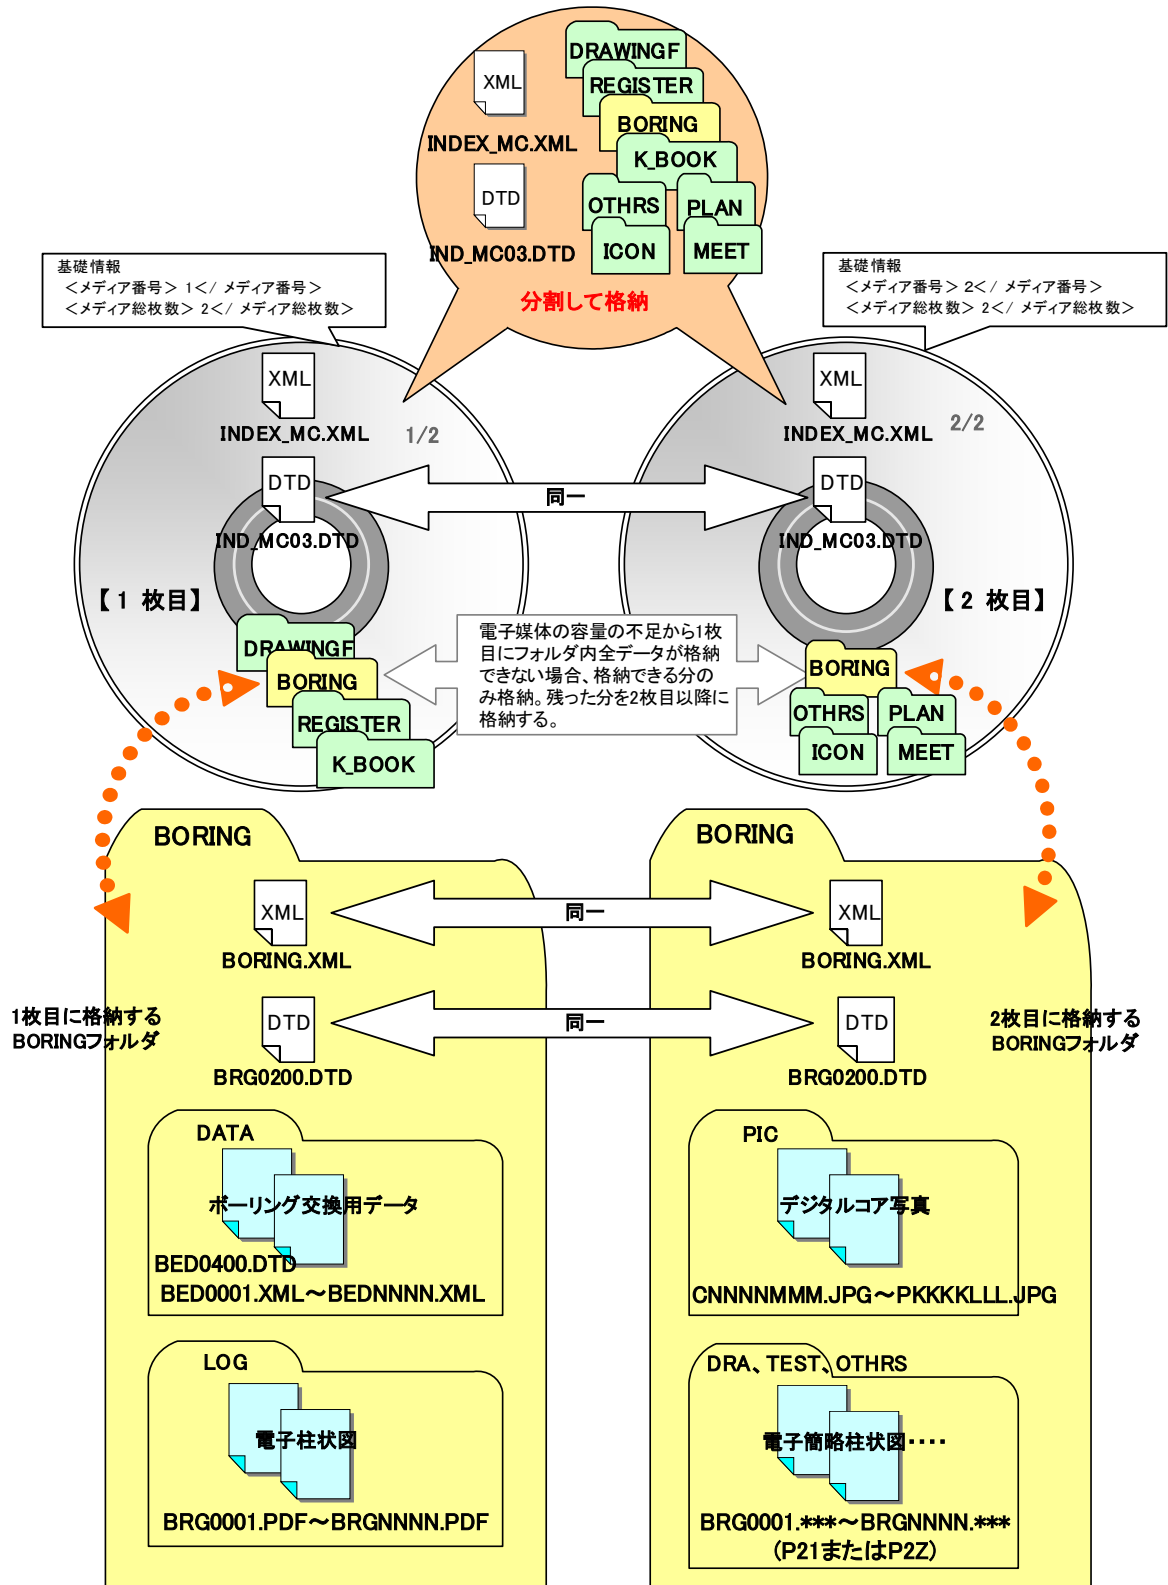 DRAWINGF
XML
REGISTER
BORING
INDEX_MC.XML
K_BOOK
DTD
OTHRS
PLAN
IND_MC03.DTD
ICON
MEET
分割して格納
基礎情報
<メディア番号> 1</ メディア番号>
<メディア総枚数> 2</ メディア総枚数>
基礎情報
<メディア番号> 2</ メディア番号>
<メディア総枚数> 2</ メディア総枚数>
XML
INDEX_MC.XML
1/2
DTD
IND_MC03.DTD
【1 枚目】
DRAWINGF
BORING
REGISTER
K_BOOK
同一
XML
INDEX_MC.XML
2/2
DTD
IND_MC03.DTD
【2 枚目】
BORING
OTHRS
PLAN
ICON
MEET
電子媒体の容量の不足から1枚
目にフォルダ内全データが格納
できない場合、格納できる分の
み格納。残った分を2枚目以降に
格納する。
BORING
XML
BORING.XML
1枚目に格納する
BORINGフォルダ
DTD
BRG0200.DTD
DATA
ボーリング交換用データ
BED0400.DTD
BED0001.XML～BEDNNNN.XML
LOG
電子柱状図
BRG0001.PDF～BRGNNNN.PDF
同一
同一
BORING
XML
BORING.XML
2枚目に格納する
BORINGフォルダ
DTD
BRG0200.DTD
PIC
デジタルコア写真
CNNNNMMM.JPG～PKKKKLLL.JPG
DRA、TEST、OTHRS
電子簡略柱状図････
BRG0001.***～BRGNNNN.***
(P21またはP2Z)